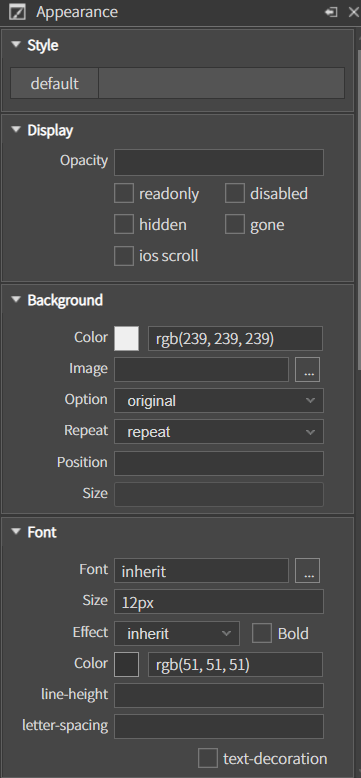 Appearance
Style
default
Display
Opacity
readonly disabled
hidden gone
ios scroll
Background
Color rgb(239, 239, 239)
Image ...
Option original
Repeat repeat
Position
Size
Font
Font inherit ...
Size 12px
Effect inherit Bold
Color rgb(51, 51, 51)
line-height
letter-spacing
text-decoration